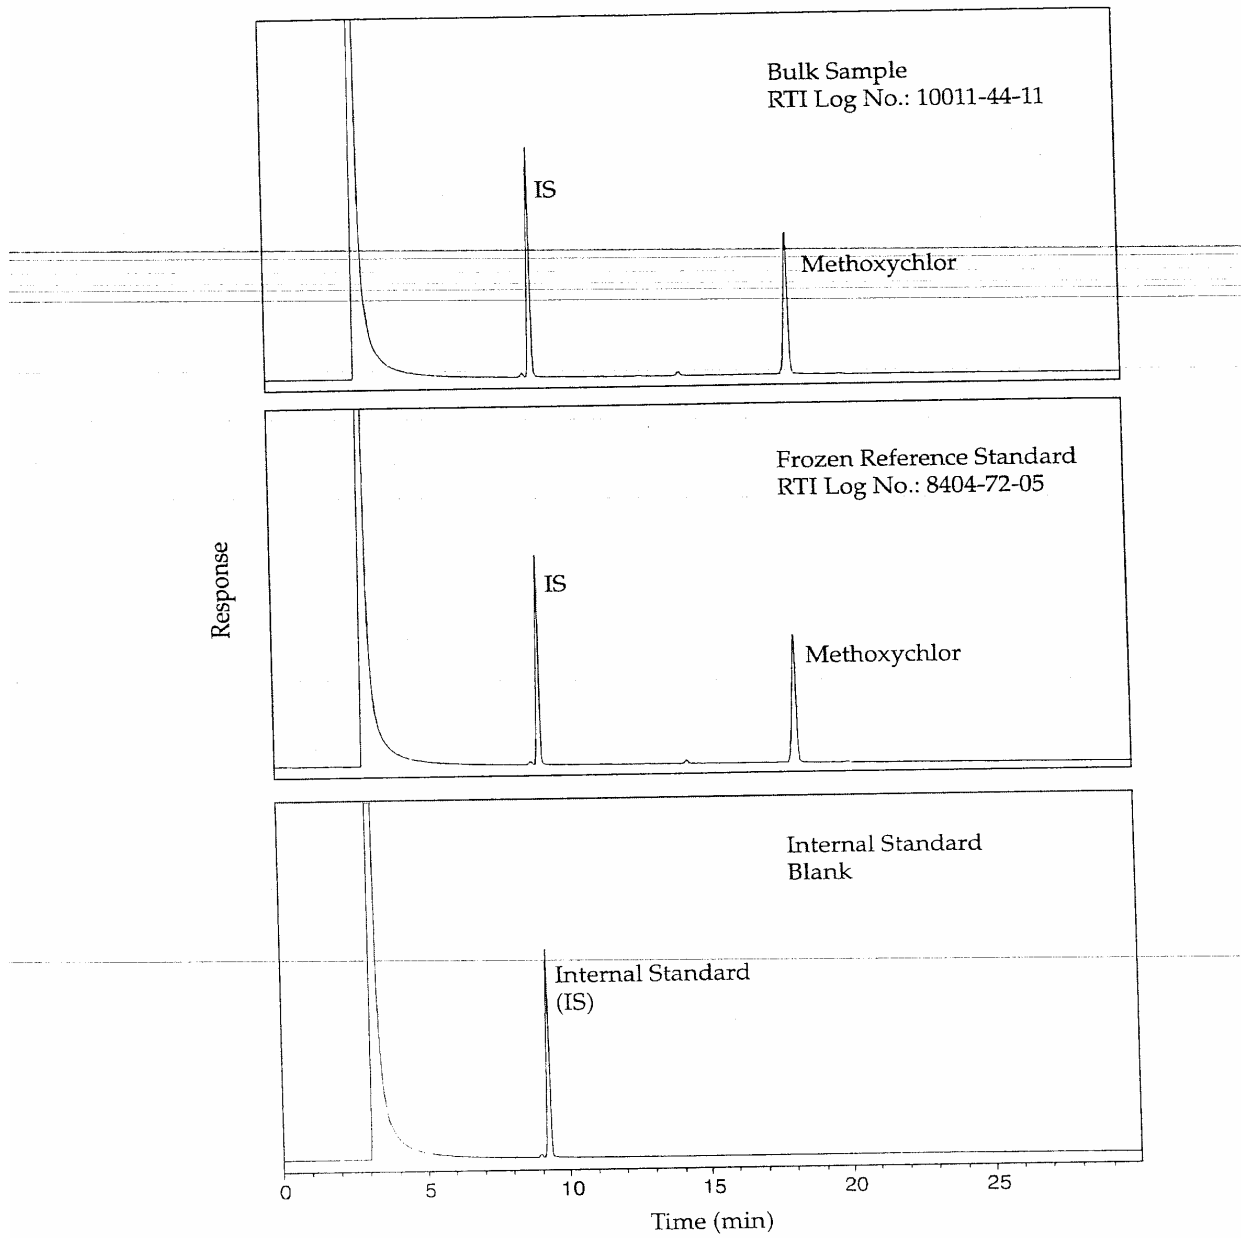 Bulk Sample
RTI Log No.: 10011-44-11
IS
Methoxychlor
Frozen Reference Standard
RTI Log No.: 8404-72-05
IS
Methoxychlor
Response
Internal Standard
Blank
Internal Standard
(IS)
0 5 10 15 20 25
Time (min)